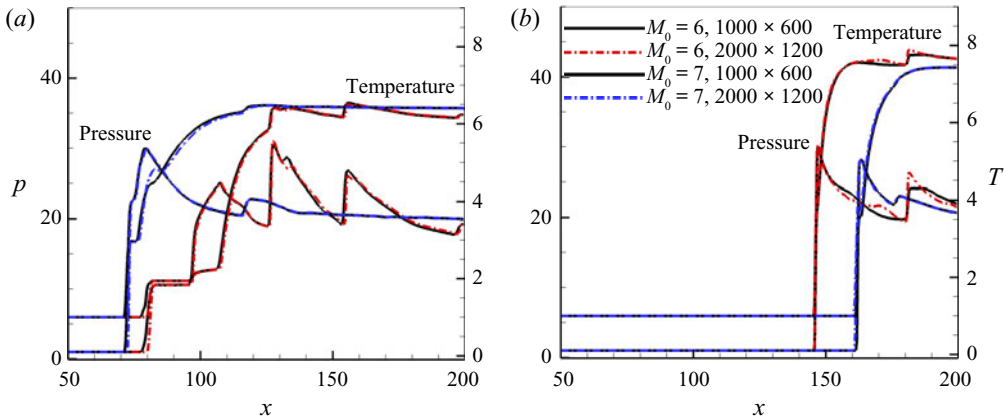 (a)
40
20
0
p
8
6
4
2
0
Temperature
Pressure
50
100
150
200
x
(b)
M₀ = 6, 1000 × 600
M₀ = 6, 2000 × 1200
M₀ = 7, 1000 × 600
M₀ = 7, 2000 × 1200
Temperature
Pressure
40
20
0
8
6
4
2
0
T
50
100
150
200
x